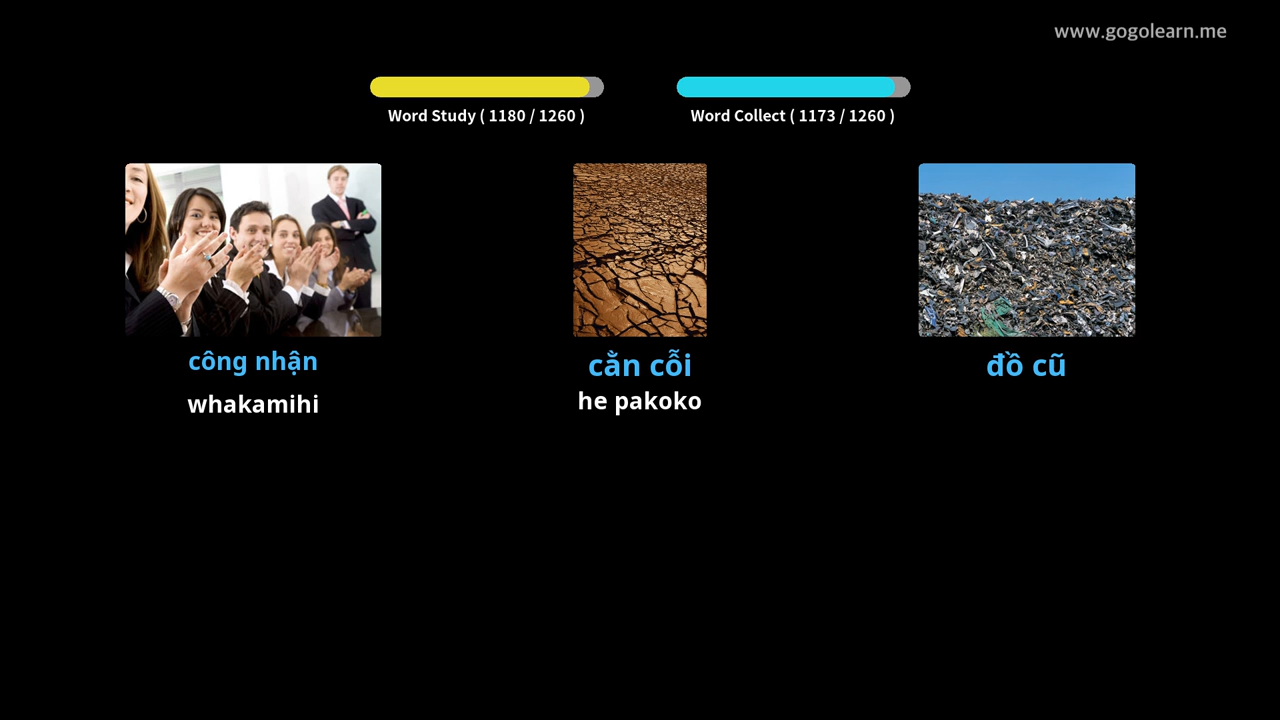 www.gogolearn.me
Word Study ( 1180 / 1260 )
Word Collect ( 1173 / 1260 )
công nhận
whakamihi
cằn cỗi
he pakoko
đồ cũ